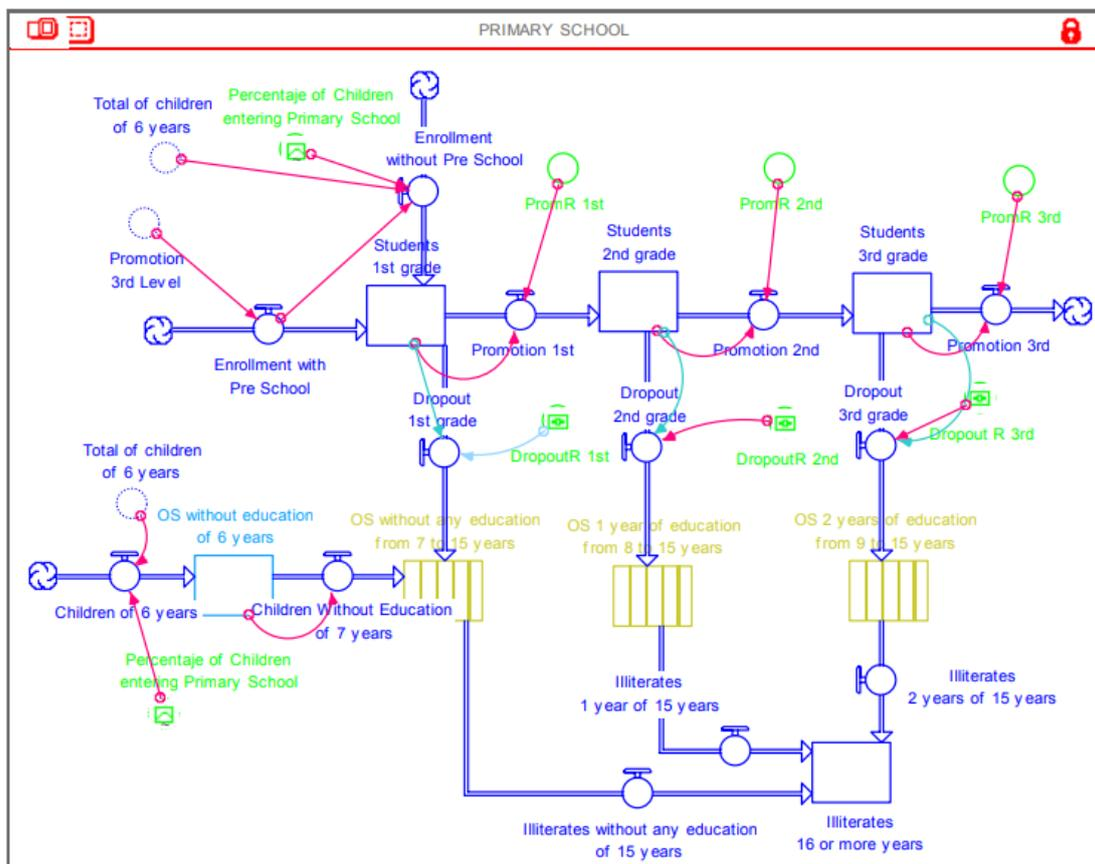 PRIMARY SCHOOL
Total of children
of 6 years
Percentaje of Children
entering Primary School
Enrollment
without Pre School
PromR 1st
PromR 2nd
PromR 3rd
Promotion
3rd Level
Students
1st grade
Students
2nd grade
Students
3rd grade
Enrollment with
Pre School
Promotion 1st
Promotion 2nd
Promotion 3rd
Dropout
1st grade
Dropout
2nd grade
Dropout
3rd grade
DropoutR 1st
DropoutR 2nd
Dropout R 3rd
Total of children
of 6 years
OS without education
of 6 years
OS without any education
from 7 to 15 years
OS 1 year of education
from 8 to 15 years
OS 2 years of education
from 9 to 15 years
Children of 6 years
Children Without Education
of 7 years
Percentaje of Children
entering Primary School
Illiterates
1 year of 15 years
Illiterates
2 years of 15 years
Illiterates without any education
of 15 years
Illiterates
16 or more years